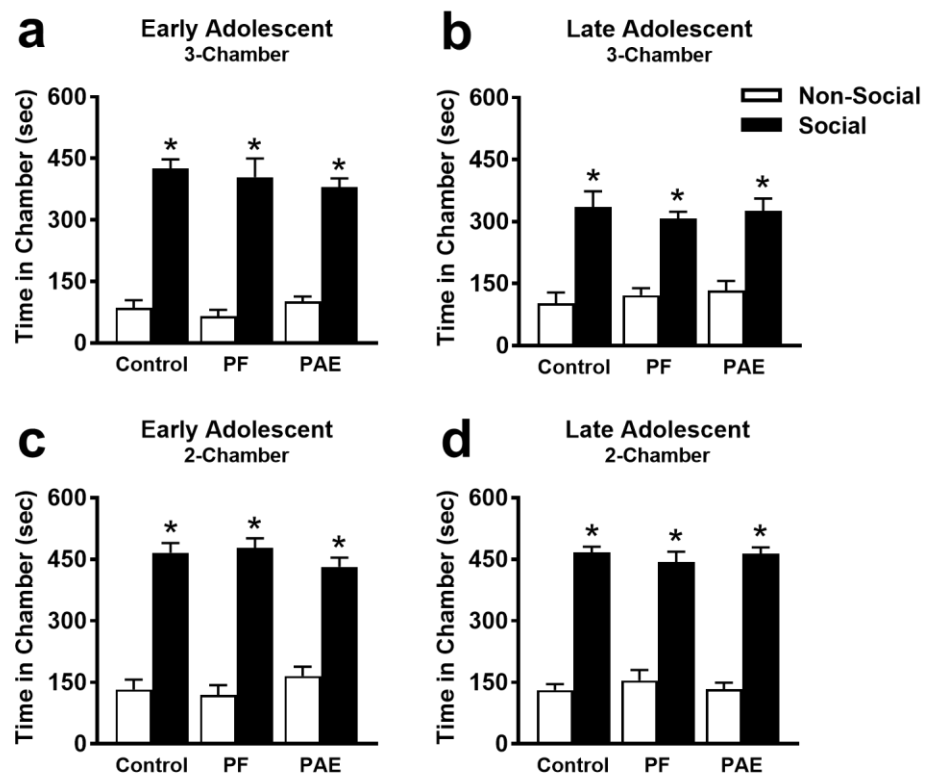 a
Early Adolescent
3-Chamber
Time in Chamber (sec)
600
450
300
150
0
*
*
*
Control
PF
PAE
b
Late Adolescent
3-Chamber
Non-Social
Social
Time in Chamber (sec)
600
450
300
150
0
*
*
*
Control
PF
PAE
c
Early Adolescent
2-Chamber
Time in Chamber (sec)
600
450
300
150
0
*
*
*
Control
PF
PAE
d
Late Adolescent
2-Chamber
Time in Chamber (sec)
600
450
300
150
0
*
*
*
Control
PF
PAE